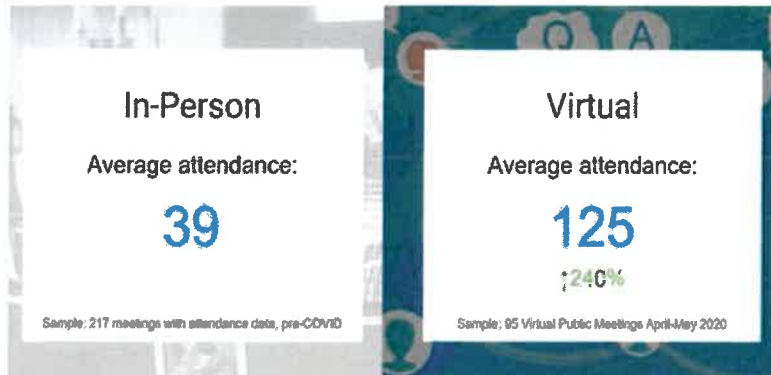 Q A
In-Person
Average attendance:
39
Sample: 217 meetings with attendance data, pre-COVID
Virtual
Average attendance:
125
↑240%
Sample: 95 Virtual Public Meetings April-May 2020